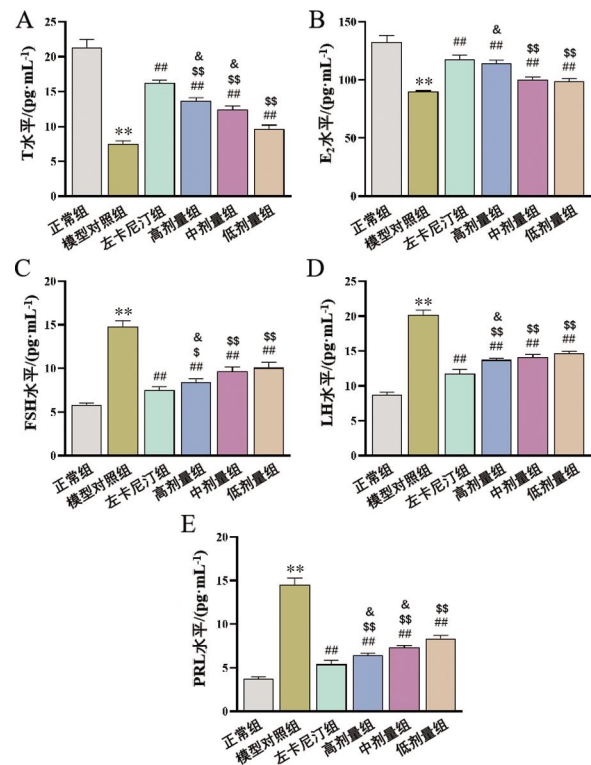 A
T水平/(pg·mL⁻¹)
25
20
15
10
5
0
**
##
&
$$
##
&
$$
##
$$
##
正常组
模型对照组
左卡尼汀组
高剂量组
中剂量组
低剂量组
B
E₂水平/(pg·mL⁻¹)
150
100
50
0
**
##
&
##
$$
##
$$
##
正常组
模型对照组
左卡尼汀组
高剂量组
中剂量组
低剂量组
C
FSH水平/(pg·mL⁻¹)
20
15
10
5
0
**
##
&
$
##
$$
##
$$
##
正常组
模型对照组
左卡尼汀组
高剂量组
中剂量组
低剂量组
D
LH水平/(pg·mL⁻¹)
25
20
15
10
5
0
**
##
&
$$
##
$$
##
$$
##
正常组
模型对照组
左卡尼汀组
高剂量组
中剂量组
低剂量组
E
PRL水平/(pg·mL⁻¹)
20
15
10
5
0
**
##
&
$$
##
&
$$
##
$$
##
正常组
模型对照组
左卡尼汀组
高剂量组
中剂量组
低剂量组